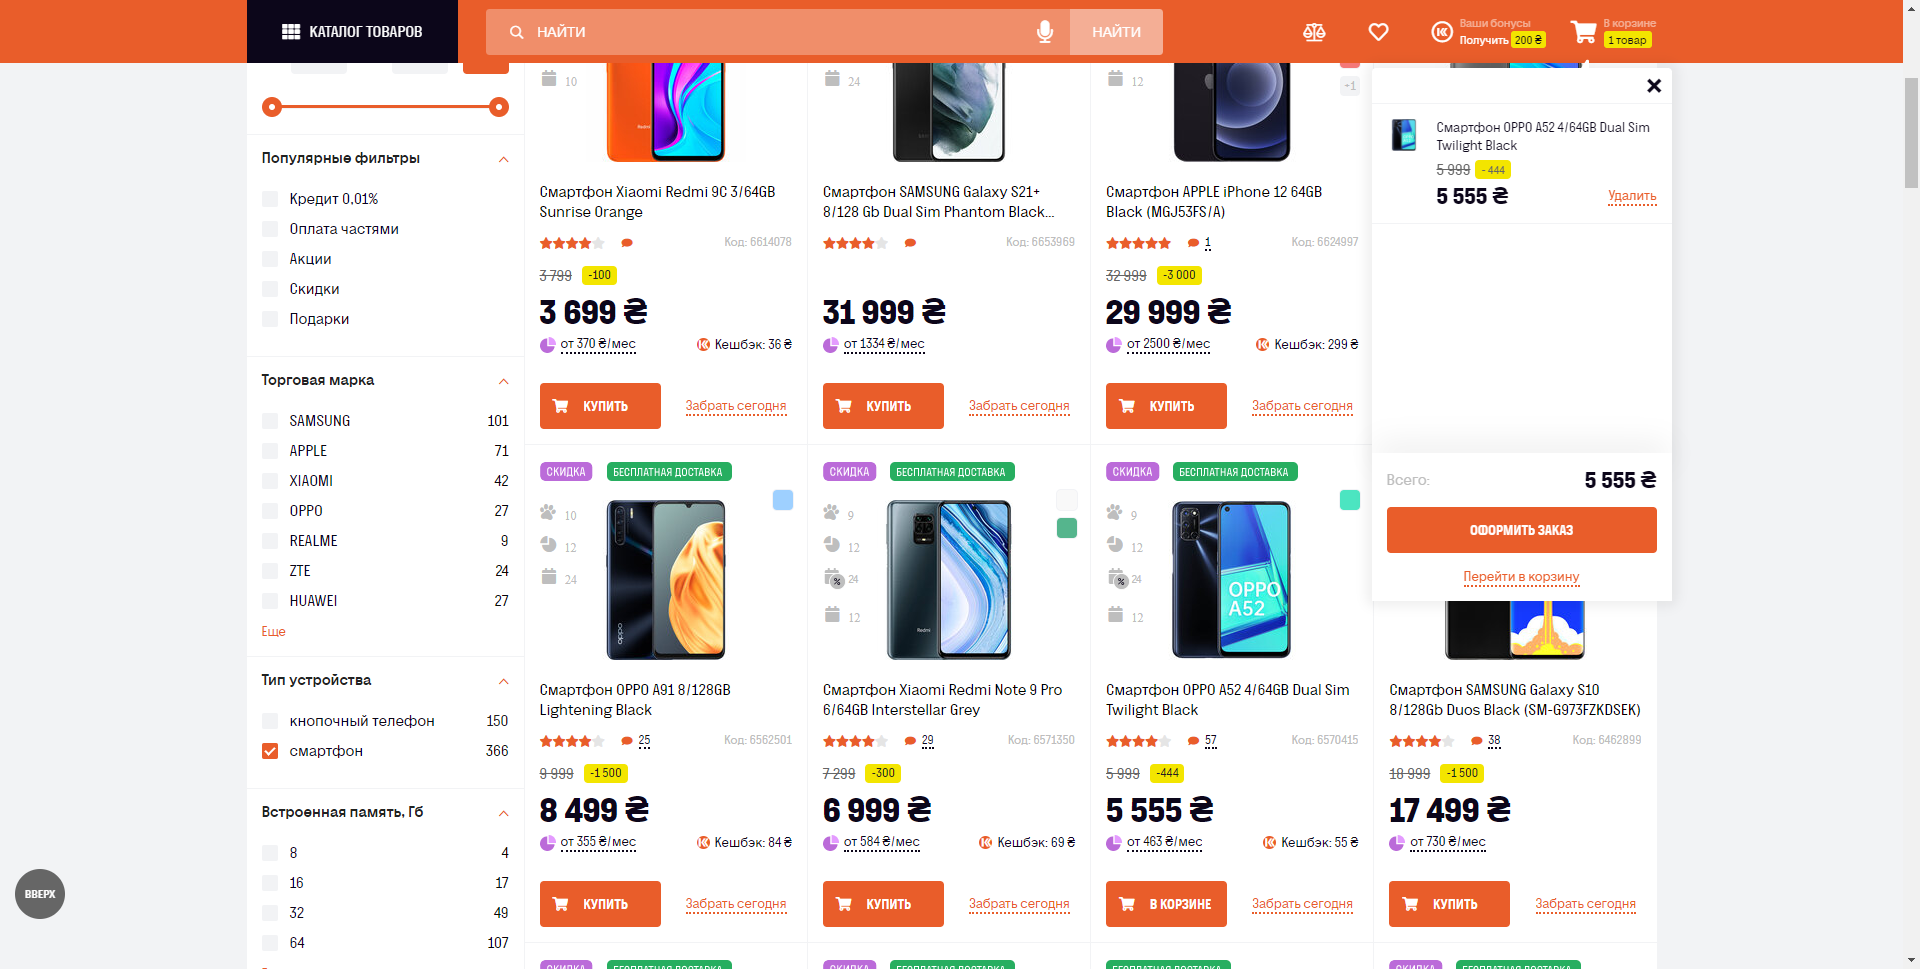 КАТАЛОГ ТОВАРОВ
НАЙТИ
НАЙТИ
Ваши бонусы
Получить 200 ₴
В корзине
1 товар
10
24
12
+1
Популярные фильтры
Кредит 0,01%
Оплата частями
Акции
Скидки
Подарки
Торговая марка
SAMSUNG 101
APPLE 71
XIAOMI 42
OPPO 27
REALME 9
ZTE 24
HUAWEI 27
Еще
Тип устройства
кнопочный телефон 150
смартфон 366
Встроенная память, Гб
8 4
16 17
32 49
64 107
ВВЕРХ
Redmi
Смартфон Xiaomi Redmi 9C 3/64GB
Sunrise Orange
Код: 6614078
3 799 -100
3 699 ₴
от 370 ₴/мес Кешбэк: 36 ₴
КУПИТЬ Забрать сегодня
Смартфон SAMSUNG Galaxy S21+
8/128 Gb Dual Sim Phantom Black...
Код: 6653969
31 999 ₴
от 1334 ₴/мес
КУПИТЬ Забрать сегодня
Смартфон APPLE iPhone 12 64GB
Black (MGJ53FS/A)
1 Код: 6624997
32 999 -3 000
29 999 ₴
от 2500 ₴/мес Кешбэк: 299 ₴
КУПИТЬ Забрать сегодня
Смартфон OPPO A52 4/64GB Dual Sim
Twilight Black
5 999 -444
5 555 ₴ Удалить
Всего: 5 555 ₴
ОФОРМИТЬ ЗАКАЗ
Перейти в корзину
СКИДКА БЕСПЛАТНАЯ ДОСТАВКА
10
12
24
oppo
Смартфон OPPO A91 8/128GB
Lightening Black
25 Код: 6562501
9 999 -1 500
8 499 ₴
от 355 ₴/мес Кешбэк: 84 ₴
КУПИТЬ Забрать сегодня
СКИДКА БЕСПЛАТНАЯ ДОСТАВКА
9
12
% 24
12
Redmi
Смартфон Xiaomi Redmi Note 9 Pro
6/64GB Interstellar Grey
29 Код: 6571350
7 299 -300
6 999 ₴
от 584 ₴/мес Кешбэк: 69 ₴
КУПИТЬ Забрать сегодня
СКИДКА БЕСПЛАТНАЯ ДОСТАВКА
9
12
% 24
12
OPPO
A52
Смартфон OPPO A52 4/64GB Dual Sim
Twilight Black
57 Код: 6570415
5 999 -444
5 555 ₴
от 463 ₴/мес Кешбэк: 55 ₴
В КОРЗИНЕ Забрать сегодня
Смартфон SAMSUNG Galaxy S10
8/128Gb Duos Black (SM-G973FZKDSEK)
38 Код: 6462899
18 999 -1 500
17 499 ₴
от 730 ₴/мес
КУПИТЬ Забрать сегодня
СКИДКА БЕСПЛАТНАЯ ДОСТАВКА
СКИДКА БЕСПЛАТНАЯ ДОСТАВКА
БЕСПЛАТНАЯ ДОСТАВКА
СКИДКА БЕСПЛАТНАЯ ДОСТАВКА